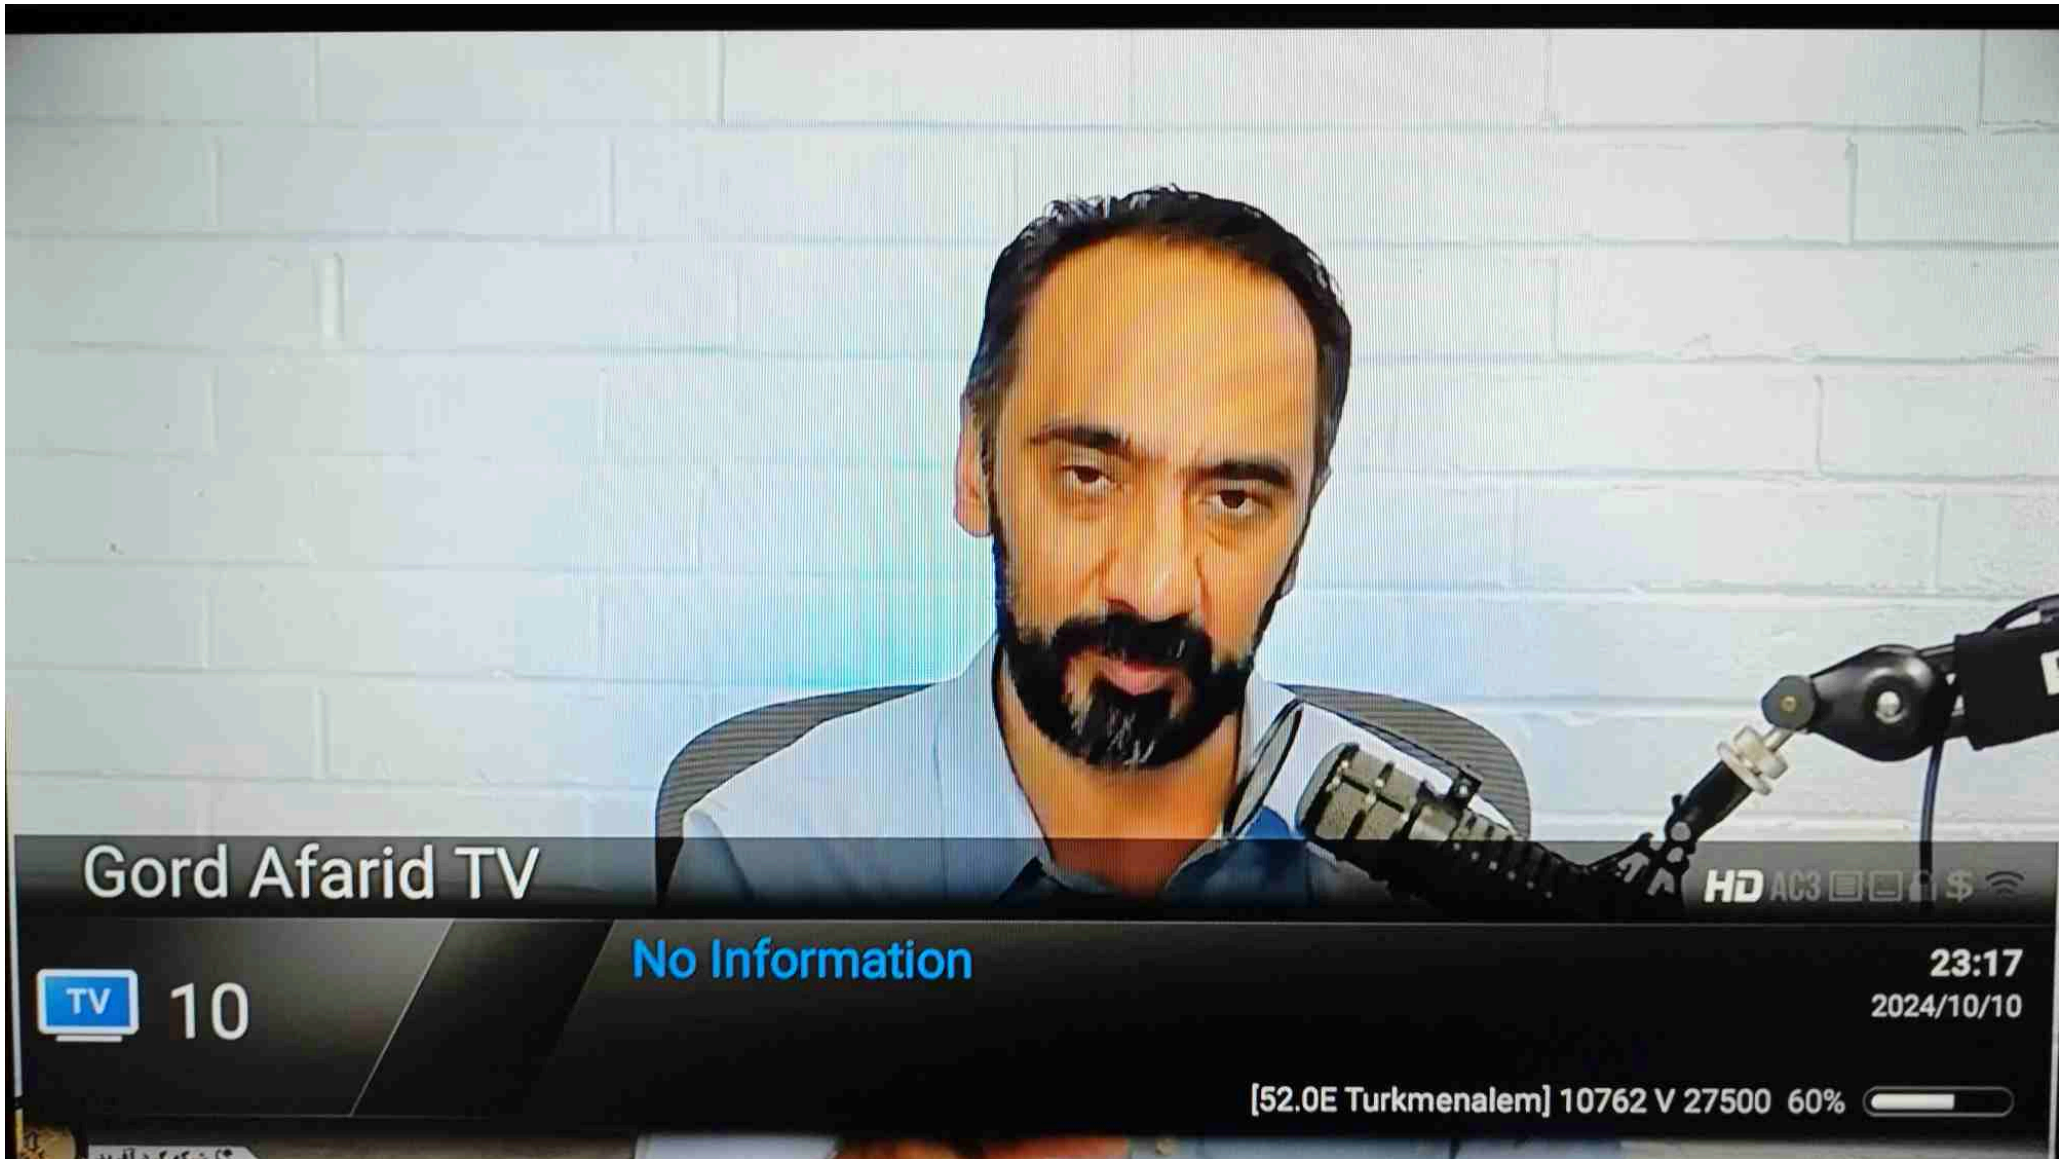 Gord Afarid TV
HD AC3 $
No Information
23:17
TV 10
2024/10/10
[52.0E Turkmenalem] 10762 V 27500 60%